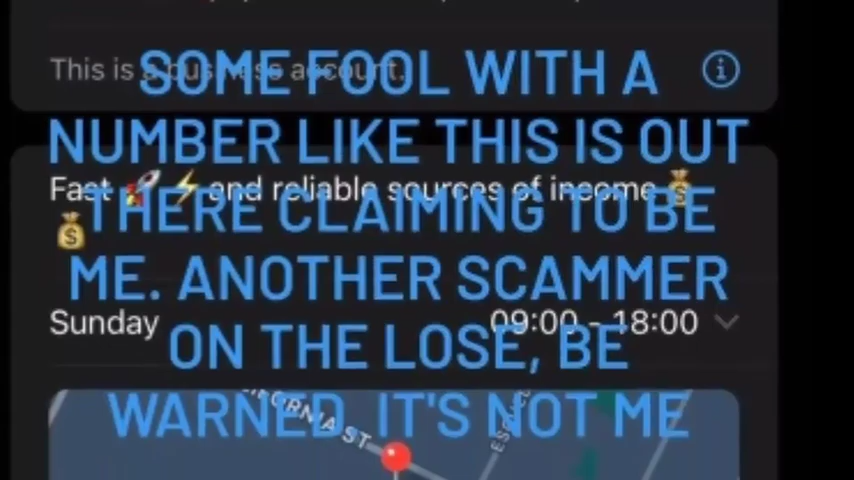 This is a business account.
SOME FOOL WITH A
NUMBER LIKE THIS IS OUT
Fast 🚀⚡ and reliable sources of income 💰
💰
THERE CLAIMING TO BE
ME. ANOTHER SCAMMER
Sunday 09:00 - 18:00
ON THE LOSE, BE
WARNED. IT'S NOT ME
CALIFORNIA ST